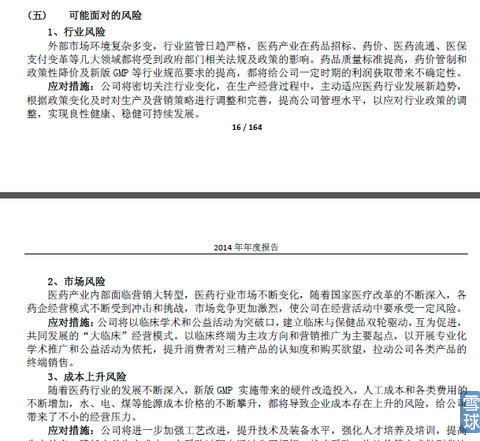 （五） 可能面对的风险
1、行业风险
外部市场环境复杂多变，行业监管日趋严格，医药产业在药品招标、药价、医药流通、医保
支付变革等几大领域都将受到政府部门相关法规及政策的影响。药品质量标准提高，药价管制和
政策性降价及新版 GMP 等行业规范要求的提高，都将给公司一定时期的利润获取带来不确定性。
应对措施：公司将密切关注行业变化，在生产经营过程中，主动适应医药行业发展新趋势，
根据政策变化及时对生产及营销策略进行调整和完善，提高公司管理水平，以应对行业政策的调
整，实现良性健康、稳健可持续发展。
16 / 164
2014 年年度报告
2、市场风险
医药产业内部面临营销大转型，医药行业市场不断变化，随着国家医疗改革的不断深入，各
药企经营模式不断受到冲击和挑战，市场竞争更加激烈，使公司在经营活动中要承受一定风险。
应对措施：公司将以临床学术和公益活动为突破口，建立临床与保健品双轮驱动，互为促进，
共同发展的“大临床”经营模式。以临床终端为主攻方向和营销推广为主要起点，以开展专业化
学术推广和公益活动为依托，提升消费者对三精产品的认知度和购买欲望，拉动公司各类产品的
终端销售。
3、成本上升风险
随着医药行业的发展不断深入，新版 GMP 实施带来的硬件改造投入，人工成本和各类费用的
不断增加，水、电、煤等能源成本价格的不断攀升，都将导致企业成本存在上升的风险，给公司
带来了不小的经营压力。
应对措施：公司将进一步加强工艺改进，提升技术及装备水平，强化人才培养及培训，提高
雪球